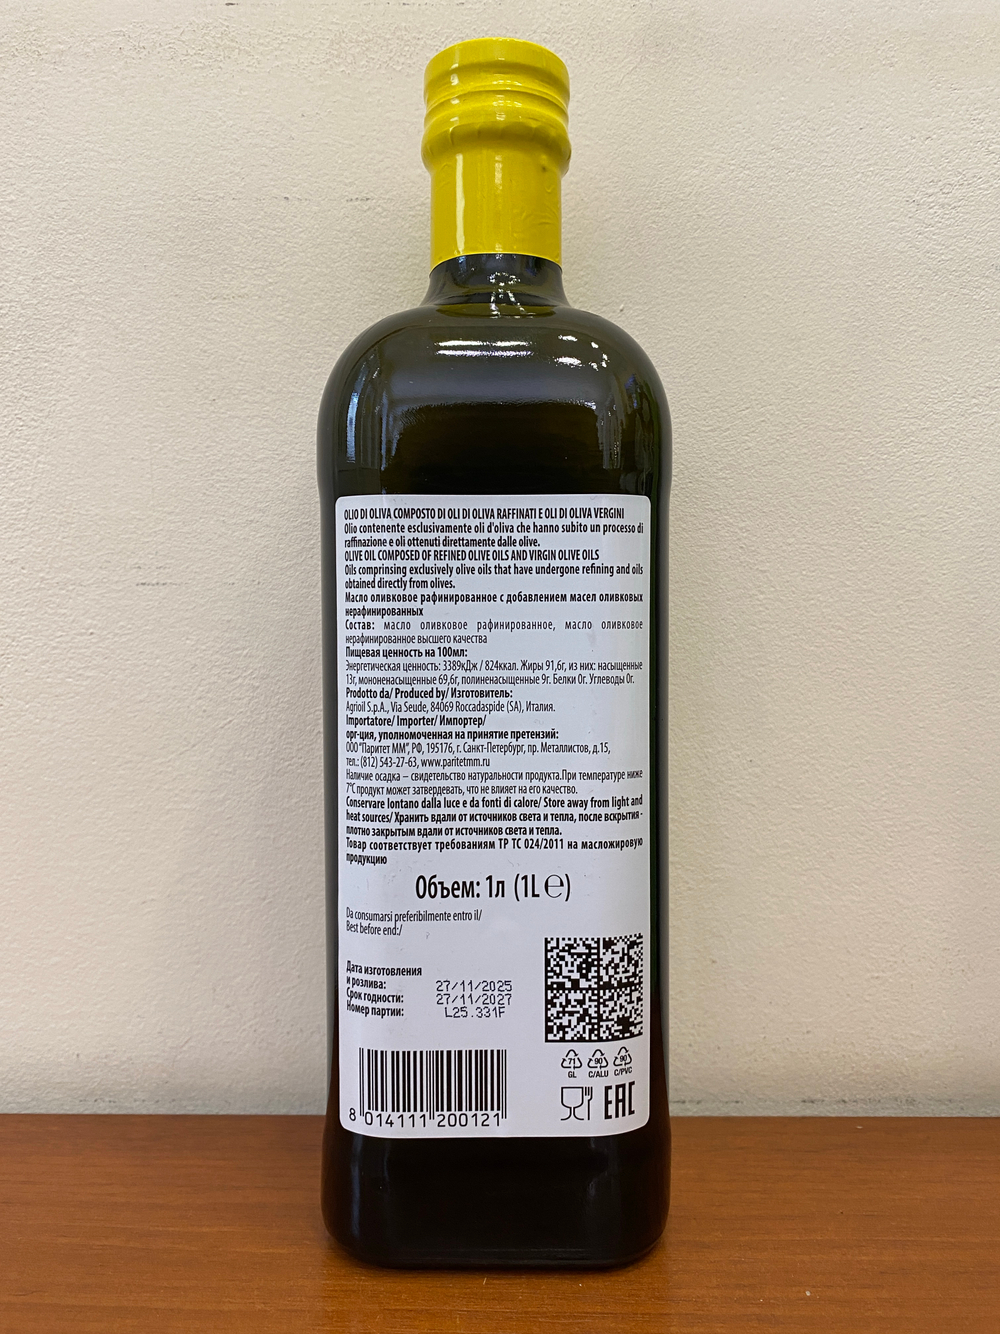 OLIO DI OLIVA COMPOSTO DI OLI DI OLIVA RAFFINATI E OLI DI OLIVA VERGINI
Olio contenente esclusivamente oli d'oliva che hanno subito un processo di
raffinazione e oli ottenuti direttamente dalle olive.
OLIVE OIL COMPOSED OF REFINED OLIVE OILS AND VIRGIN OLIVE OILS
Oils comprinsing exclusively olive oils that have undergone refining and oils
obtained directly from olives.
Масло оливковое рафинированное с добавлением масел оливковых
нерафинированных
Состав: масло оливковое рафинированное, масло оливковое
нерафинированное высшего качества
Пищевая ценность на 100мл:
Энергетическая ценность: 3389кДж / 824ккал. Жиры 91,6г, из них: насыщенные
13г, мононенасыщенные 69,6г, полиненасыщенные 9г. Белки 0г. Углеводы 0г.
Prodotto da/ Produced by/ Изготовитель:
Agrioil S.p.A., Via Seude, 84069 Roccadaspide (SA), Италия.
Importatore/ Importer/ Импортер/
орг-ция, уполномоченная на принятие претензий:
ООО "Паритет ММ", РФ, 195176, г. Санкт-Петербург, пр. Металлистов, д.15,
тел.: (812) 543-27-63, www.paritetmm.ru
Наличие осадка – свидетельство натуральности продукта.При температуре ниже
7°С продукт может затвердевать, что не влияет на его качество.
Conservare lontano dalla luce e da fonti di calore/ Store away from light and
heat sources/ Хранить вдали от источников света и тепла, после вскрытия -
плотно закрытым вдали от источников света и тепла.
Товар соответствует требованиям ТР ТС 024/2011 на масложировую
продукцию
Объем: 1л (1L ℮)
Da consumarsi preferibilmente entro il/
Best before end:/
Дата изготовления
и розлива: 27/11/2025
Срок годности: 27/11/2027
Номер партии: L25.331F
71 90 90
GL C/ALU C/PVC
EAC
8 014111 200121